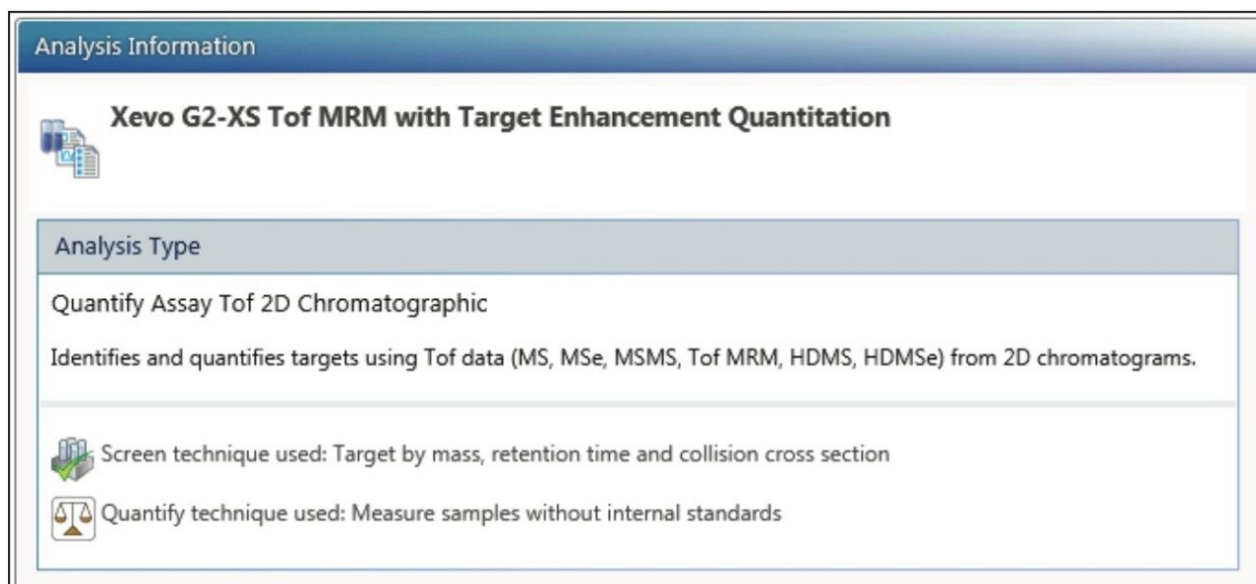 Analysis Information
Xevo G2-XS Tof MRM with Target Enhancement Quantitation
Analysis Type
Quantify Assay Tof 2D Chromatographic
Identifies and quantifies targets using Tof data (MS, MSe, MSMS, Tof MRM, HDMS, HDMSe) from 2D chromatograms.
Screen technique used: Target by mass, retention time and collision cross section
Quantify technique used: Measure samples without internal standards